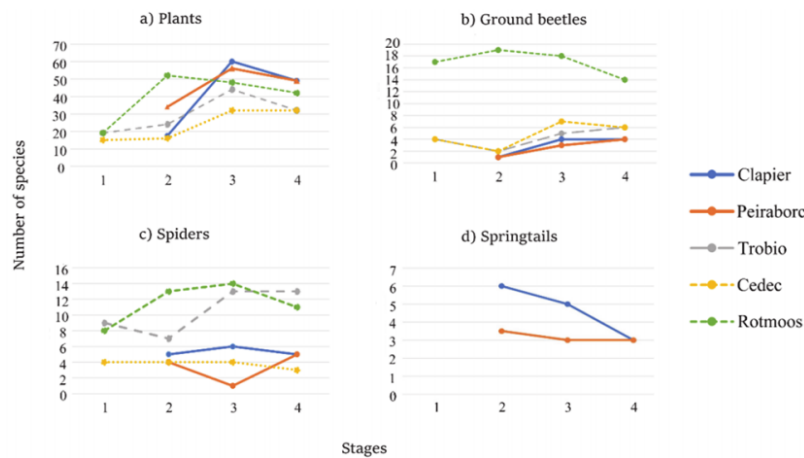 a) Plants
70
60
50
40
30
20
10
0
1 2 3 4
b) Ground beetles
20
18
16
14
12
10
8
6
4
2
0
1 2 3 4
Number of species
c) Spiders
16
14
12
10
8
6
4
2
0
1 2 3 4
d) Springtails
7
6
5
4
3
2
1
0
1 2 3 4
Stages
Clapier
Peirabroc
Trobio
Cedec
Rotmoos